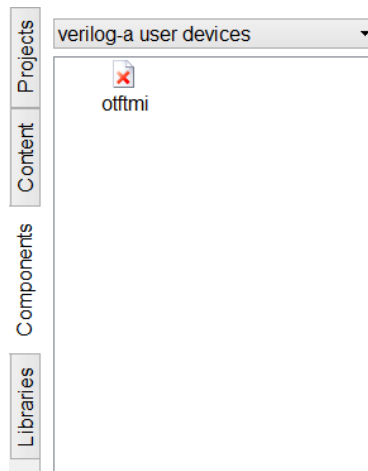 Projects
Content
Components
Libraries
verilog-a user devices
otftmi